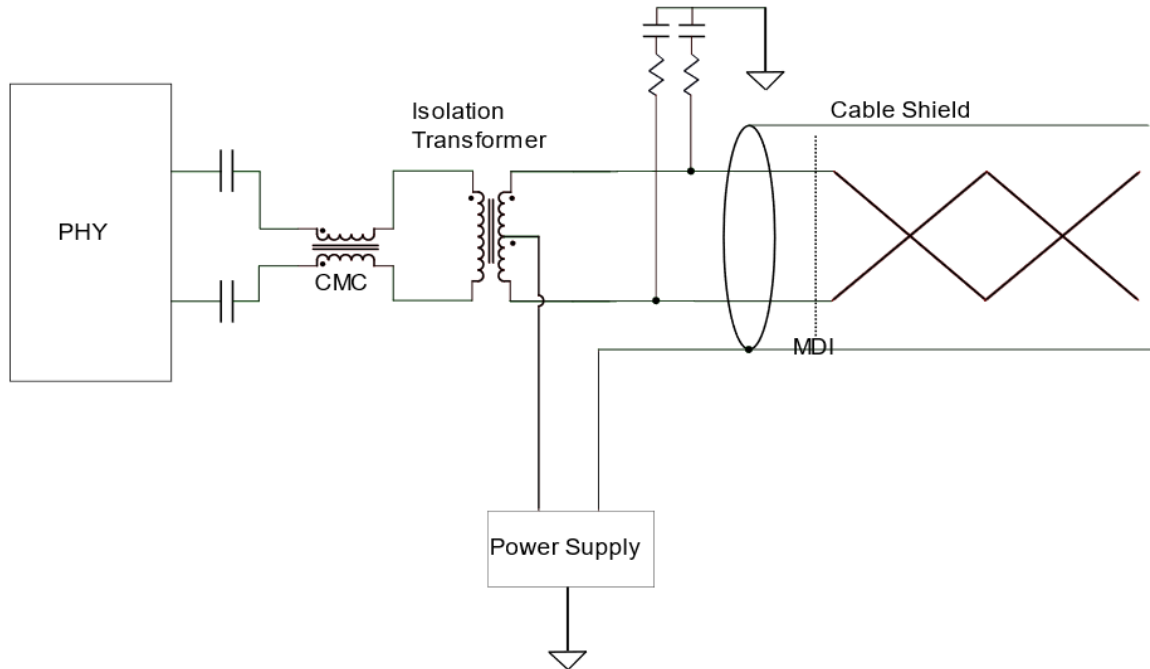 Cable Shield
Isolation
Transformer
PHY
CMC
MDI
Power Supply